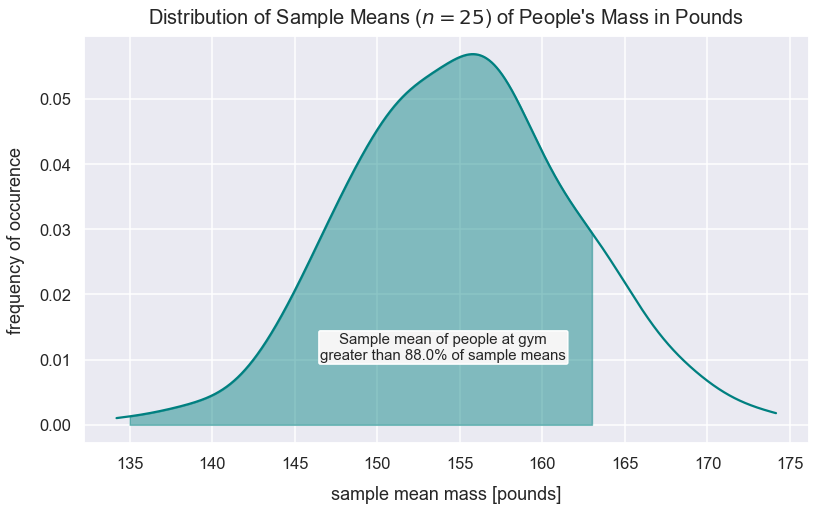 Distribution of Sample Means (n = 25) of People's Mass in Pounds
frequency of occurence
0.05
0.04
0.03
0.02
0.01
0.00
Sample mean of people at gym
greater than 88.0% of sample means
135 140 145 150 155 160 165 170 175
sample mean mass [pounds]